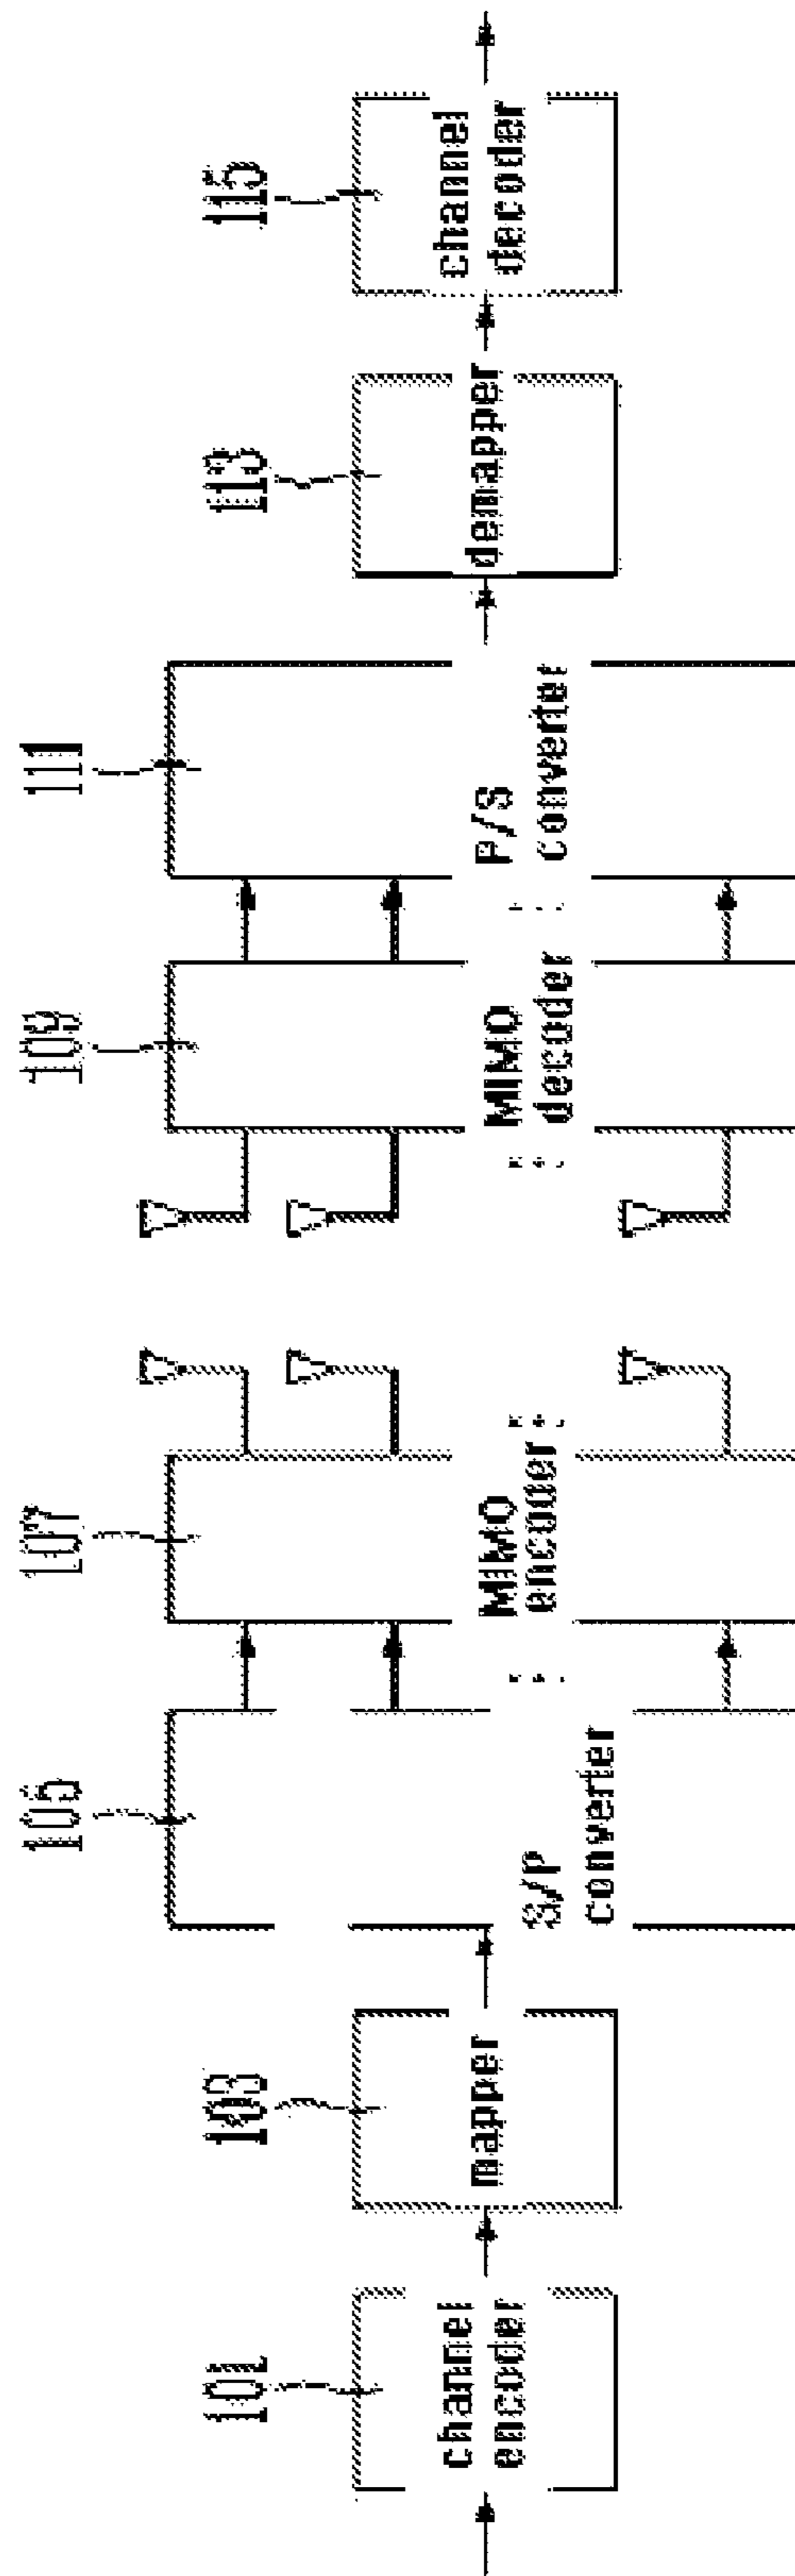 101
channel
encoder
103
mapper
105
S/P
converter
107
MIMO
encoder
109
MIMO
decoder
111
P/S
converter
113
demapper
115
channel
decoder